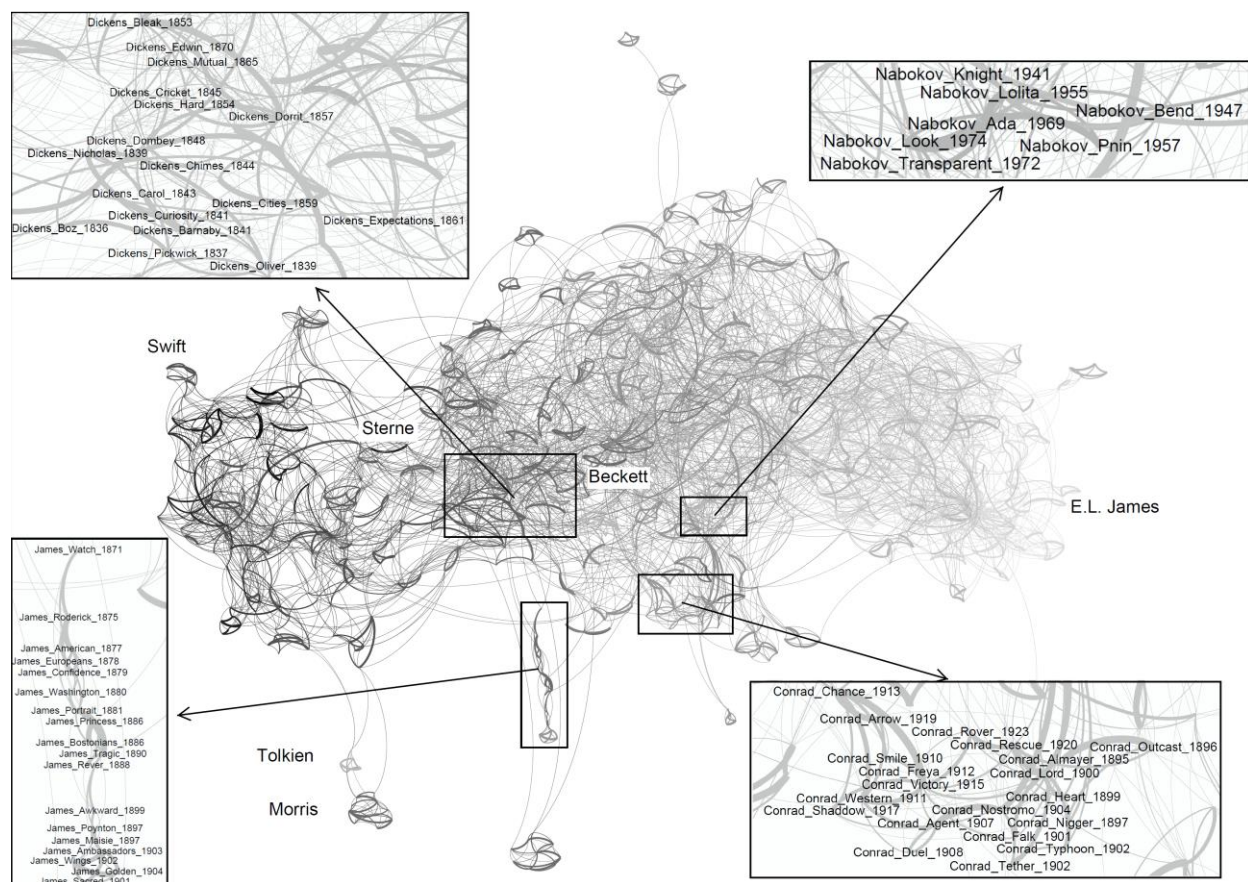 Dickens_Bleak_1853
Dickens_Edwin_1870
Dickens_Mutual_1865
Dickens_Cricket_1845
Dickens_Hard_1854
Dickens_Dorrit_1857
Dickens_Dombey_1848
Dickens_Nicholas_1839
Dickens_Chimes_1844
Dickens_Carol_1843
Dickens_Cities_1859
Dickens_Curiosity_1841
Dickens_Expectations_1861
Dickens_Boz_1836
Dickens_Barnaby_1841
Dickens_Pickwick_1837
Dickens_Oliver_1839
Nabokov_Knight_1941
Nabokov_Lolita_1955
Nabokov_Bend_1947
Nabokov_Ada_1969
Nabokov_Look_1974
Nabokov_Pnin_1957
Nabokov_Transparent_1972
Swift
Sterne
Beckett
E.L. James
James_Watch_1871
James_Roderick_1875
James_American_1877
James_Europeans_1878
James_Confidence_1879
James_Washington_1880
James_Portrait_1881
James_Princess_1886
James_Bostonians_1886
James_Tragic_1890
James_Rever_1888
James_Awkward_1899
James_Poynton_1897
James_Maisie_1897
James_Ambassadors_1903
James_Wings_1902
James_Golden_1904
James_Sacred_1901
Tolkien
Morris
Conrad_Chance_1913
Conrad_Arrow_1919
Conrad_Rover_1923
Conrad_Rescue_1920
Conrad_Outcast_1896
Conrad_Smile_1910
Conrad_Almayer_1895
Conrad_Freya_1912
Conrad_Lord_1900
Conrad_Victory_1915
Conrad_Western_1911
Conrad_Heart_1899
Conrad_Shaddow_1917
Conrad_Nostromo_1904
Conrad_Agent_1907
Conrad_Nigger_1897
Conrad_Falk_1901
Conrad_Duel_1908
Conrad_Typhoon_1902
Conrad_Tether_1902